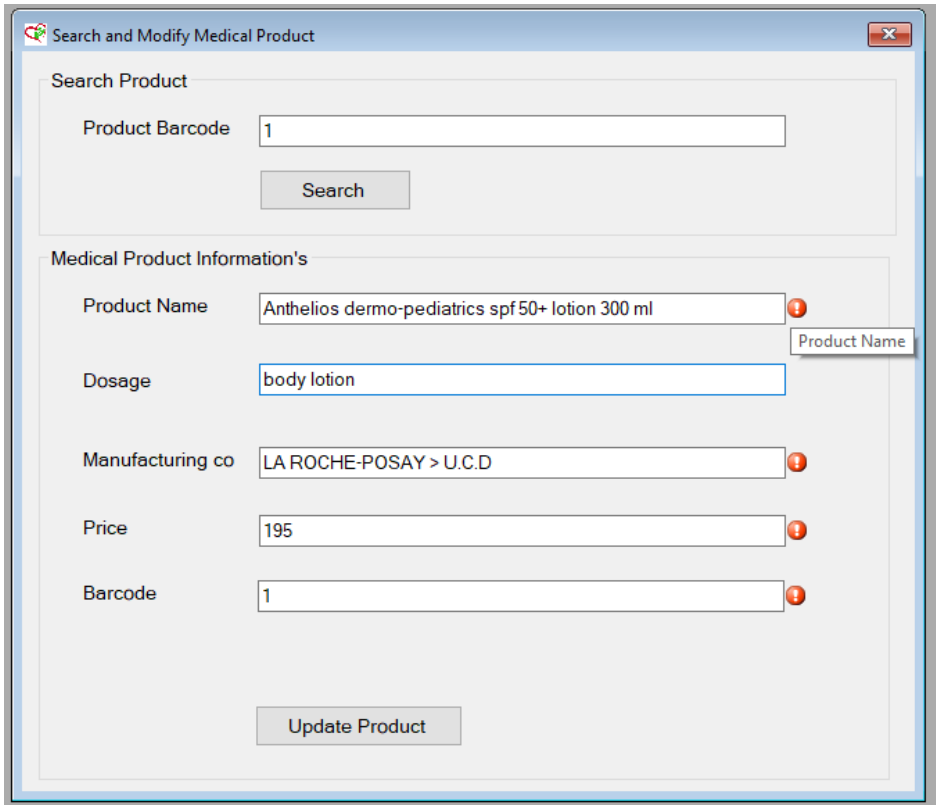 Search and Modify Medical Product
Search Product
Product Barcode
1
Search
Medical Product Information's
Product Name
Anthelios dermo-pediatrics spf 50+ lotion 300 ml
Product Name
Dosage
body lotion
Manufacturing co
LA ROCHE-POSAY > U.C.D
Price
195
Barcode
1
Update Product